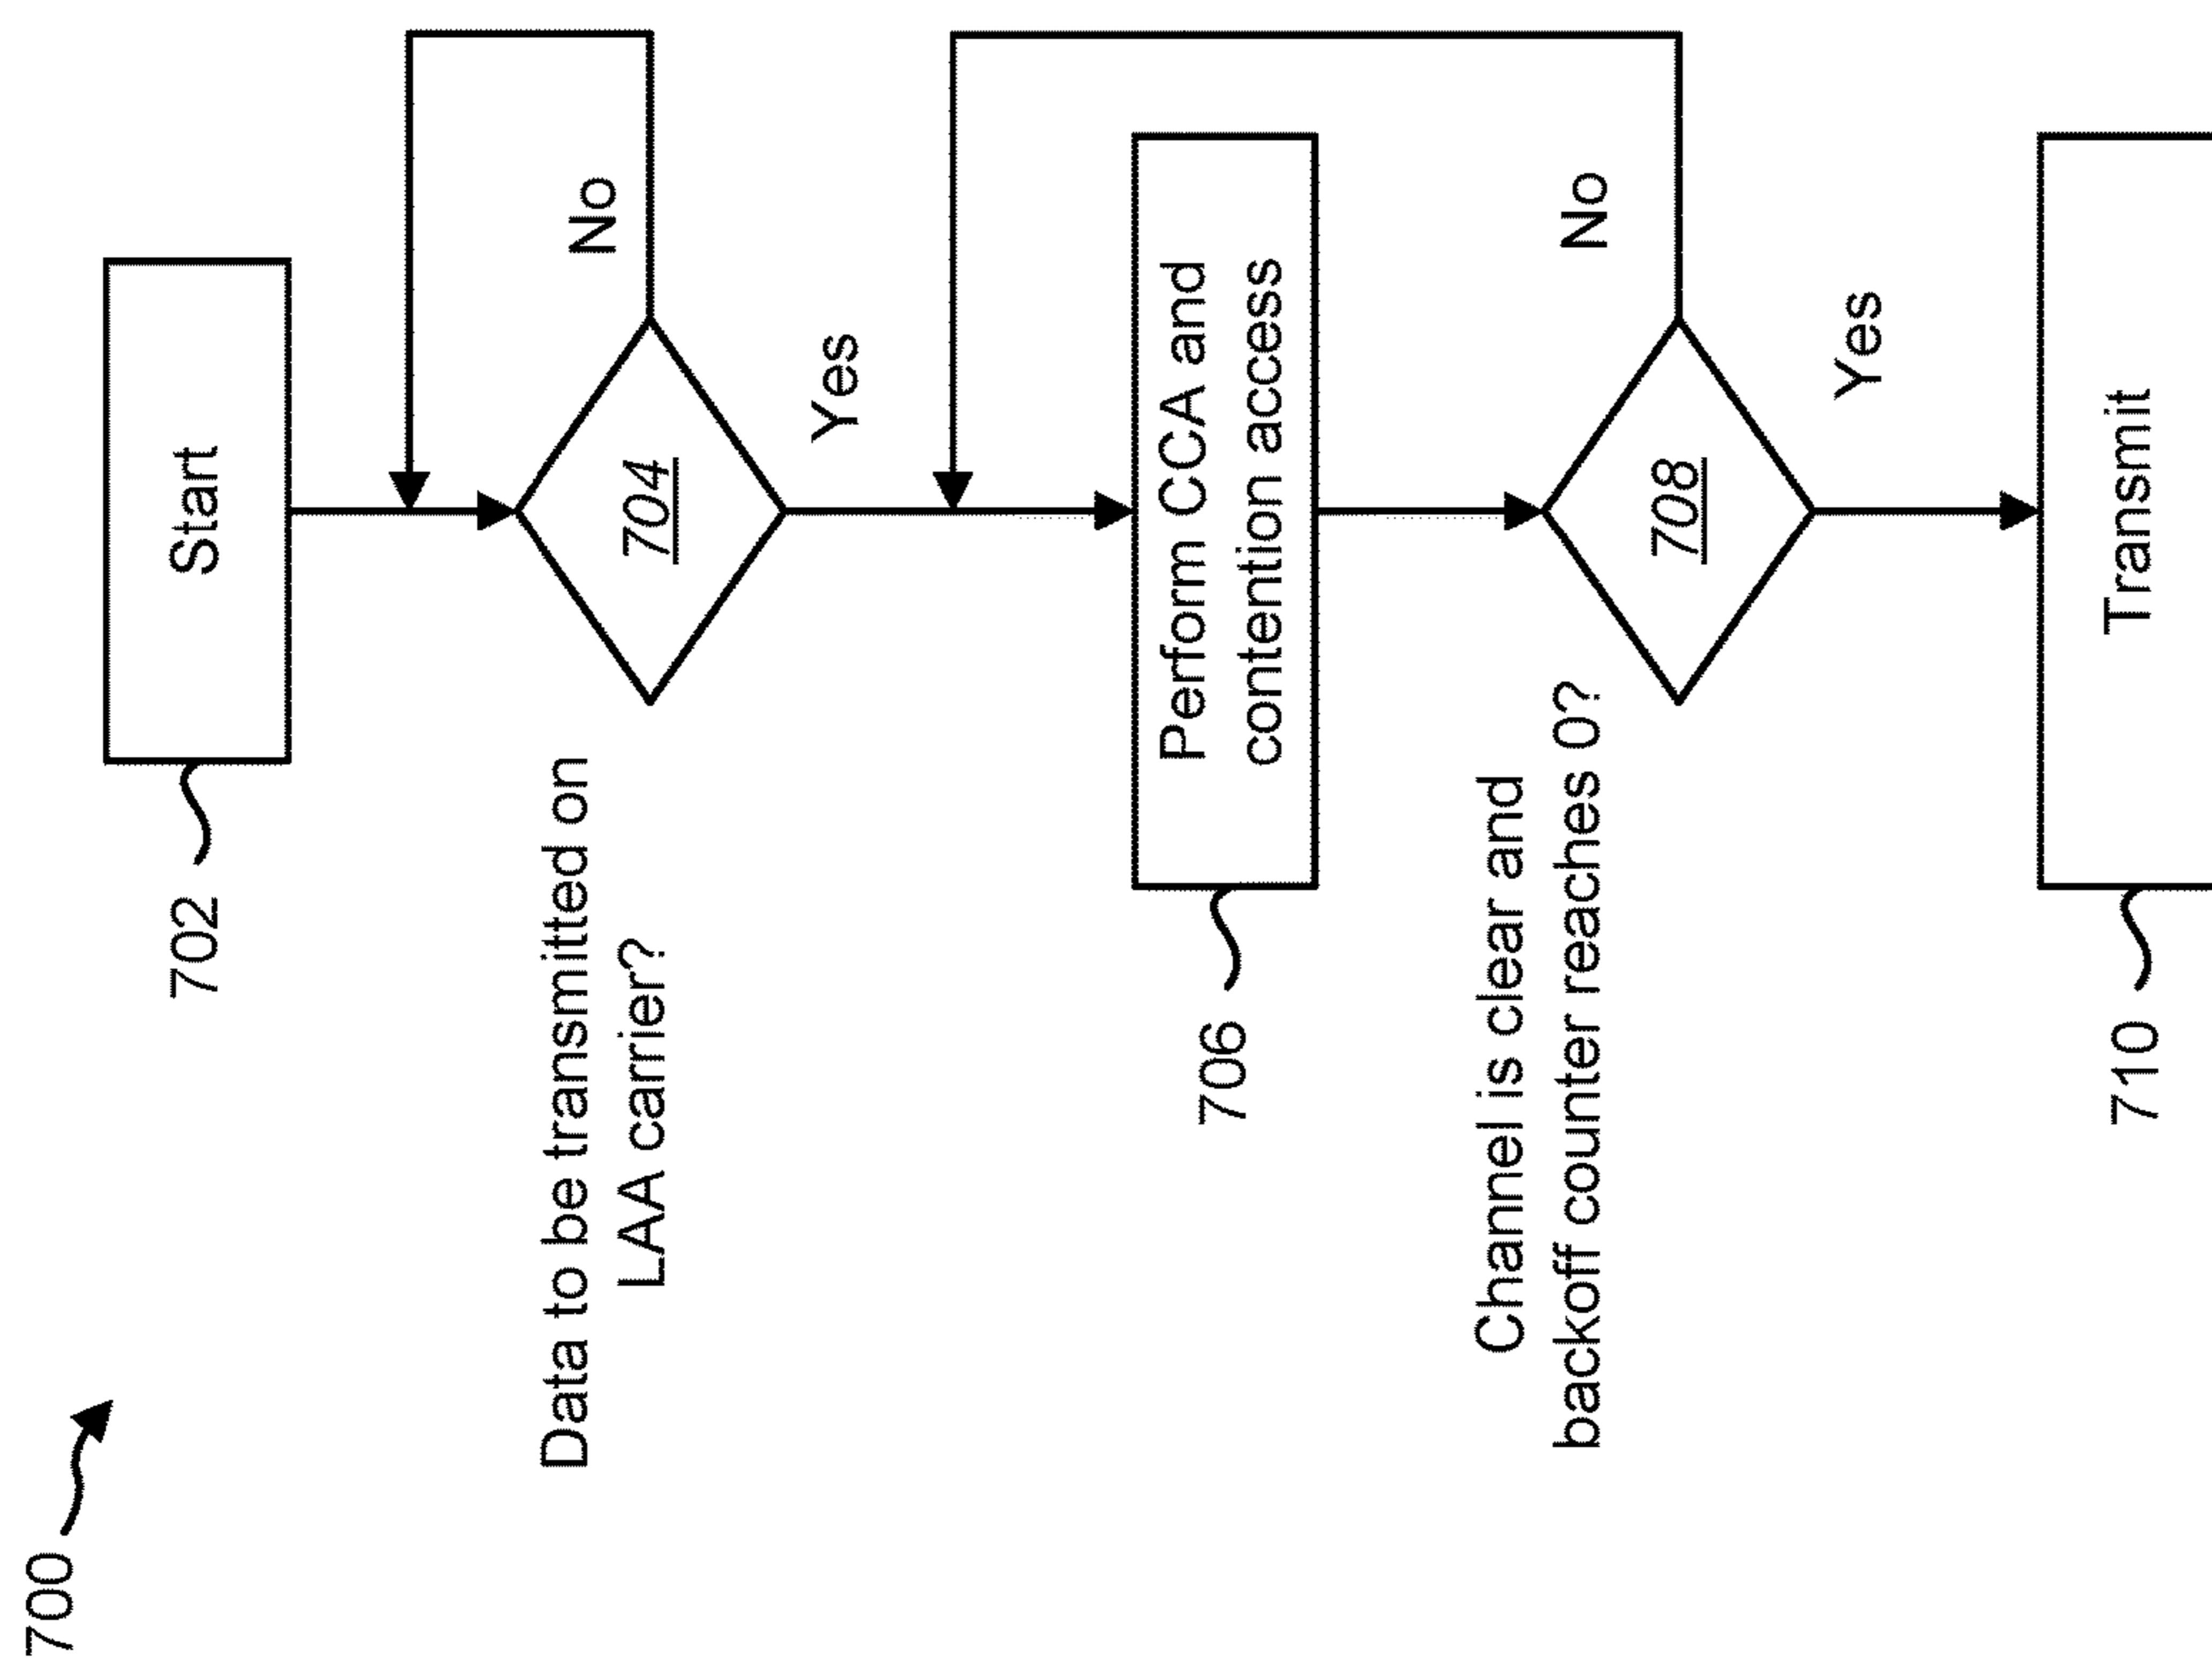 700
702
Start
Data to be transmitted on
LAA carrier?
704
No
Yes
706
Perform CCA and
contention access
Channel is clear and
backoff counter reaches 0?
708
No
Yes
710
Transmit